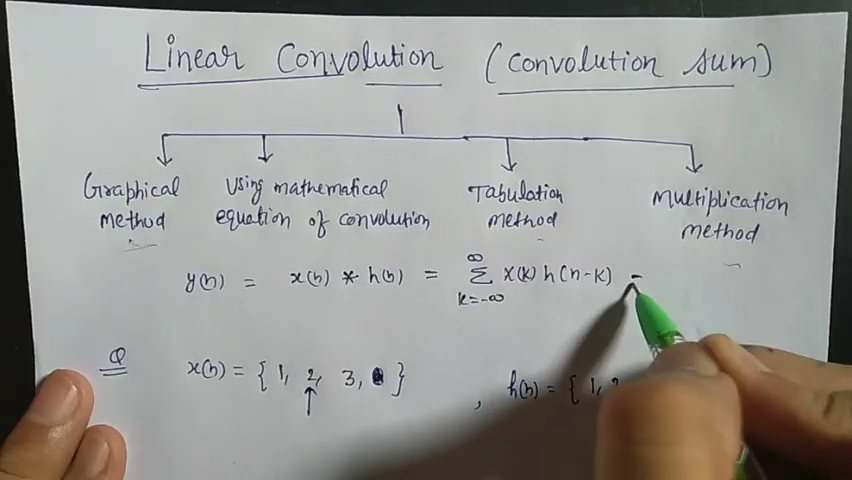 Linear Convolution (Convolution sum)
Graphical method
Using mathematical equation of convolution
Tabulation method
Multiplication method
y(n) = x(n) * h(n) = ∞ Σ k=-∞ x(k) h(n-k) -
Q x(n) = { 1, 2, 3, } , h(n) = { 1,
↑